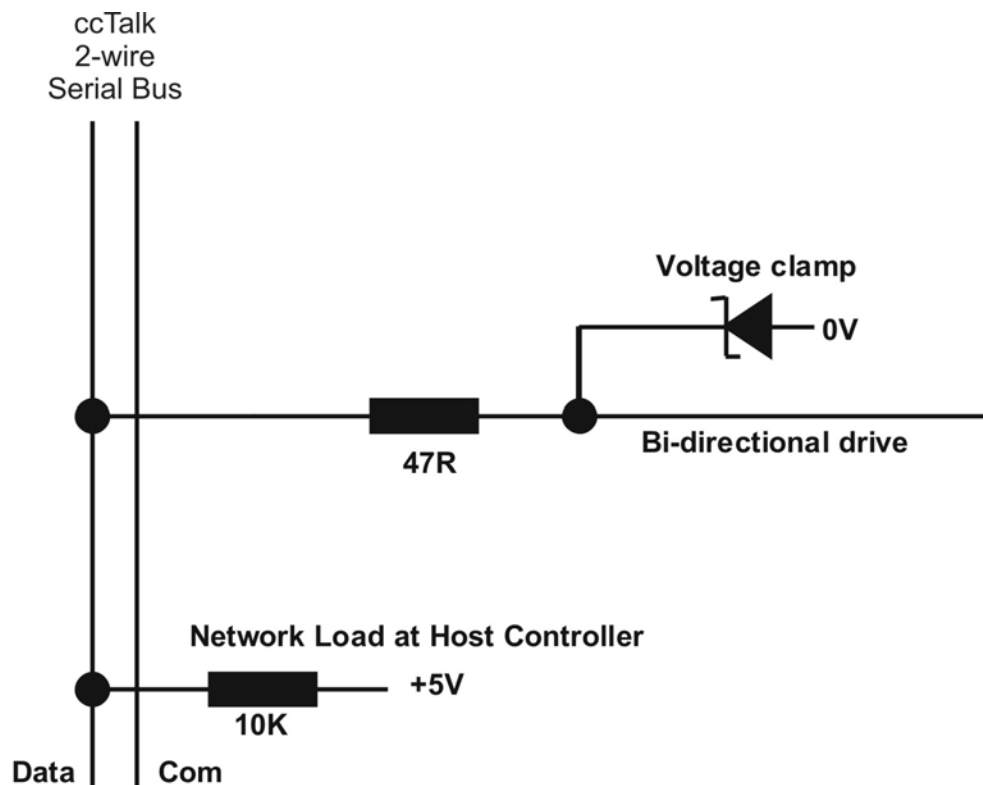 ccTalk
2-wire
Serial Bus
Voltage clamp
0V
47R
Bi-directional drive
Network Load at Host Controller
+5V
10K
Data
Com